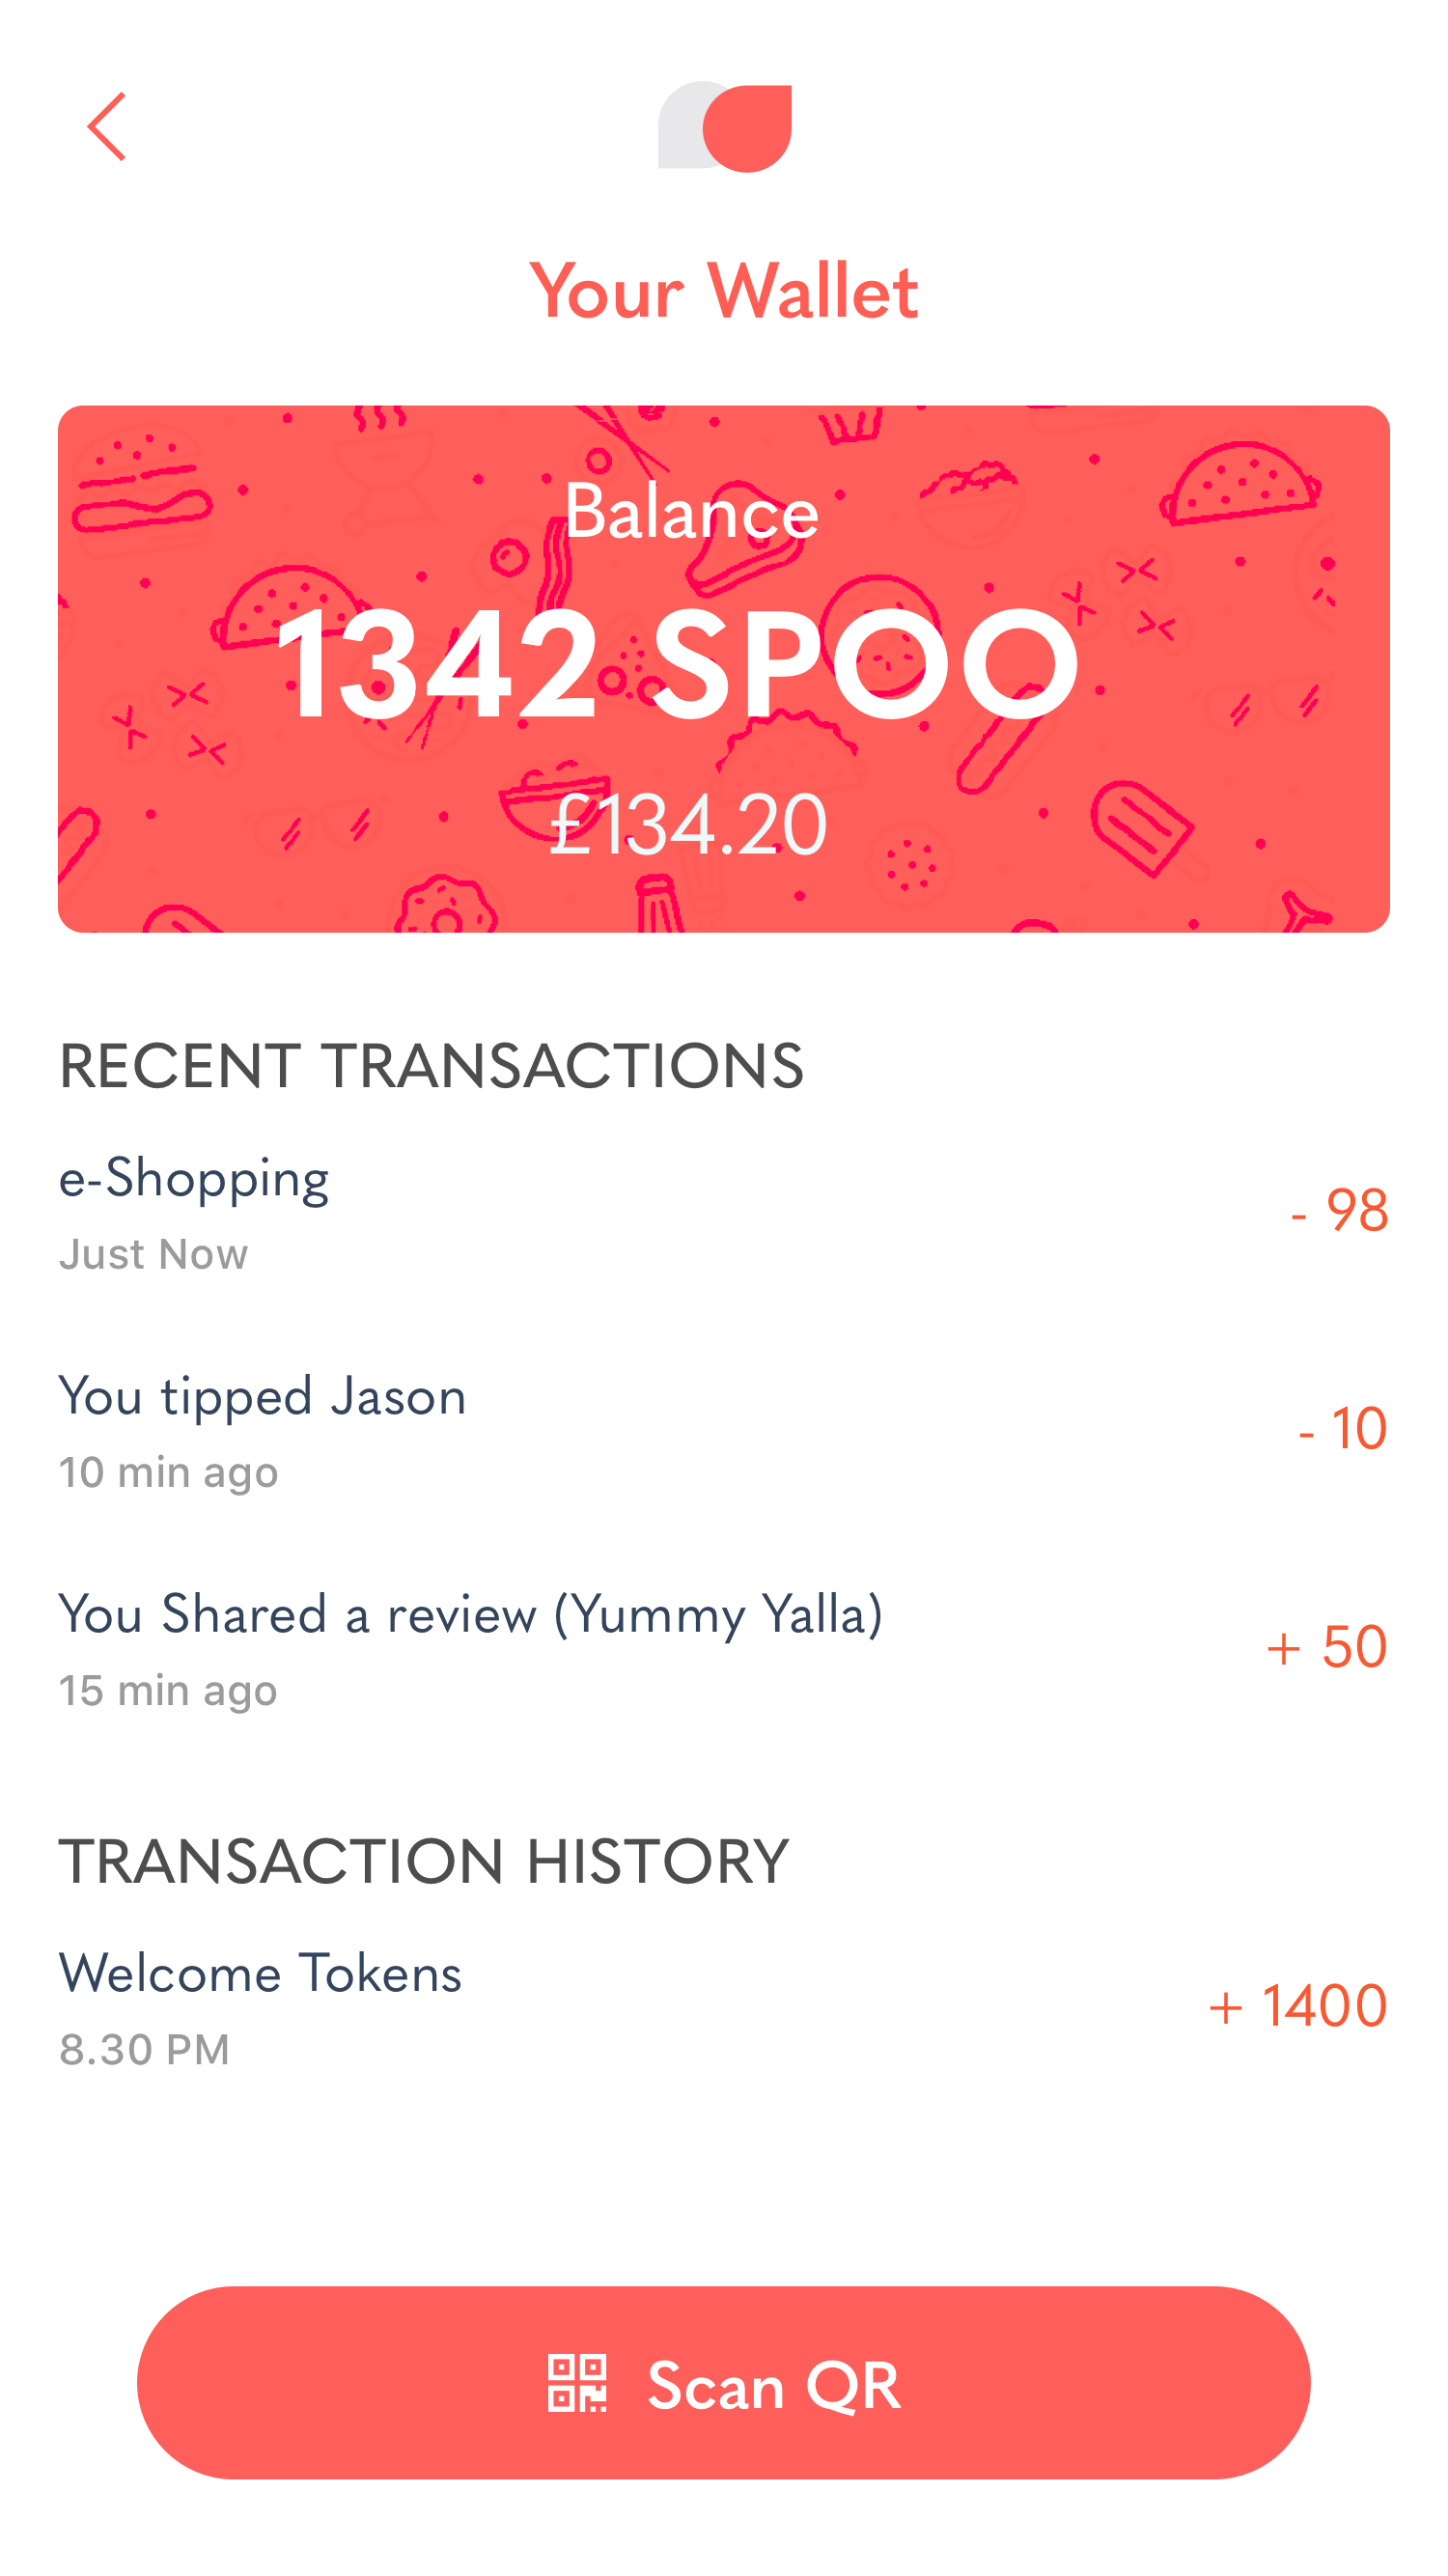 Your Wallet
Balance
1342 SPOO
£134.20
RECENT TRANSACTIONS
e-Shopping
- 98
Just Now
You tipped Jason
- 10
10 min ago
You Shared a review (Yummy Yalla)
+ 50
15 min ago
TRANSACTION HISTORY
Welcome Tokens
+ 1400
8.30 PM
Scan QR